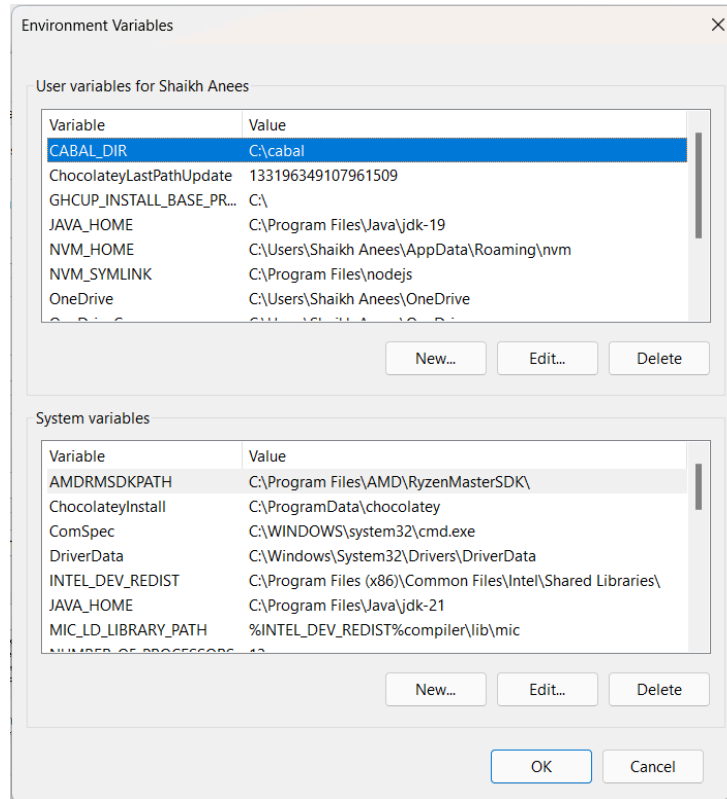 Environment Variables
User variables for Shaikh Anees
Variable Value
CABAL_DIR C:\cabal
ChocolateyLastPathUpdate 133196349107961509
GHCUP_INSTALL_BASE_PR... C:\
JAVA_HOME C:\Program Files\Java\jdk-19
NVM_HOME C:\Users\Shaikh Anees\AppData\Roaming\nvm
NVM_SYMLINK C:\Program Files\nodejs
OneDrive C:\Users\Shaikh Anees\OneDrive
New... Edit... Delete
System variables
Variable Value
AMDRMSDKPATH C:\Program Files\AMD\RyzenMasterSDK\
ChocolateyInstall C:\ProgramData\chocolatey
ComSpec C:\WINDOWS\system32\cmd.exe
DriverData C:\Windows\System32\Drivers\DriverData
INTEL_DEV_REDIST C:\Program Files (x86)\Common Files\Intel\Shared Libraries\
JAVA_HOME C:\Program Files\Java\jdk-21
MIC_LD_LIBRARY_PATH %INTEL_DEV_REDIST%compiler\lib\mic
NUMBER_OF_PROCESSORS 12
New... Edit... Delete
OK Cancel